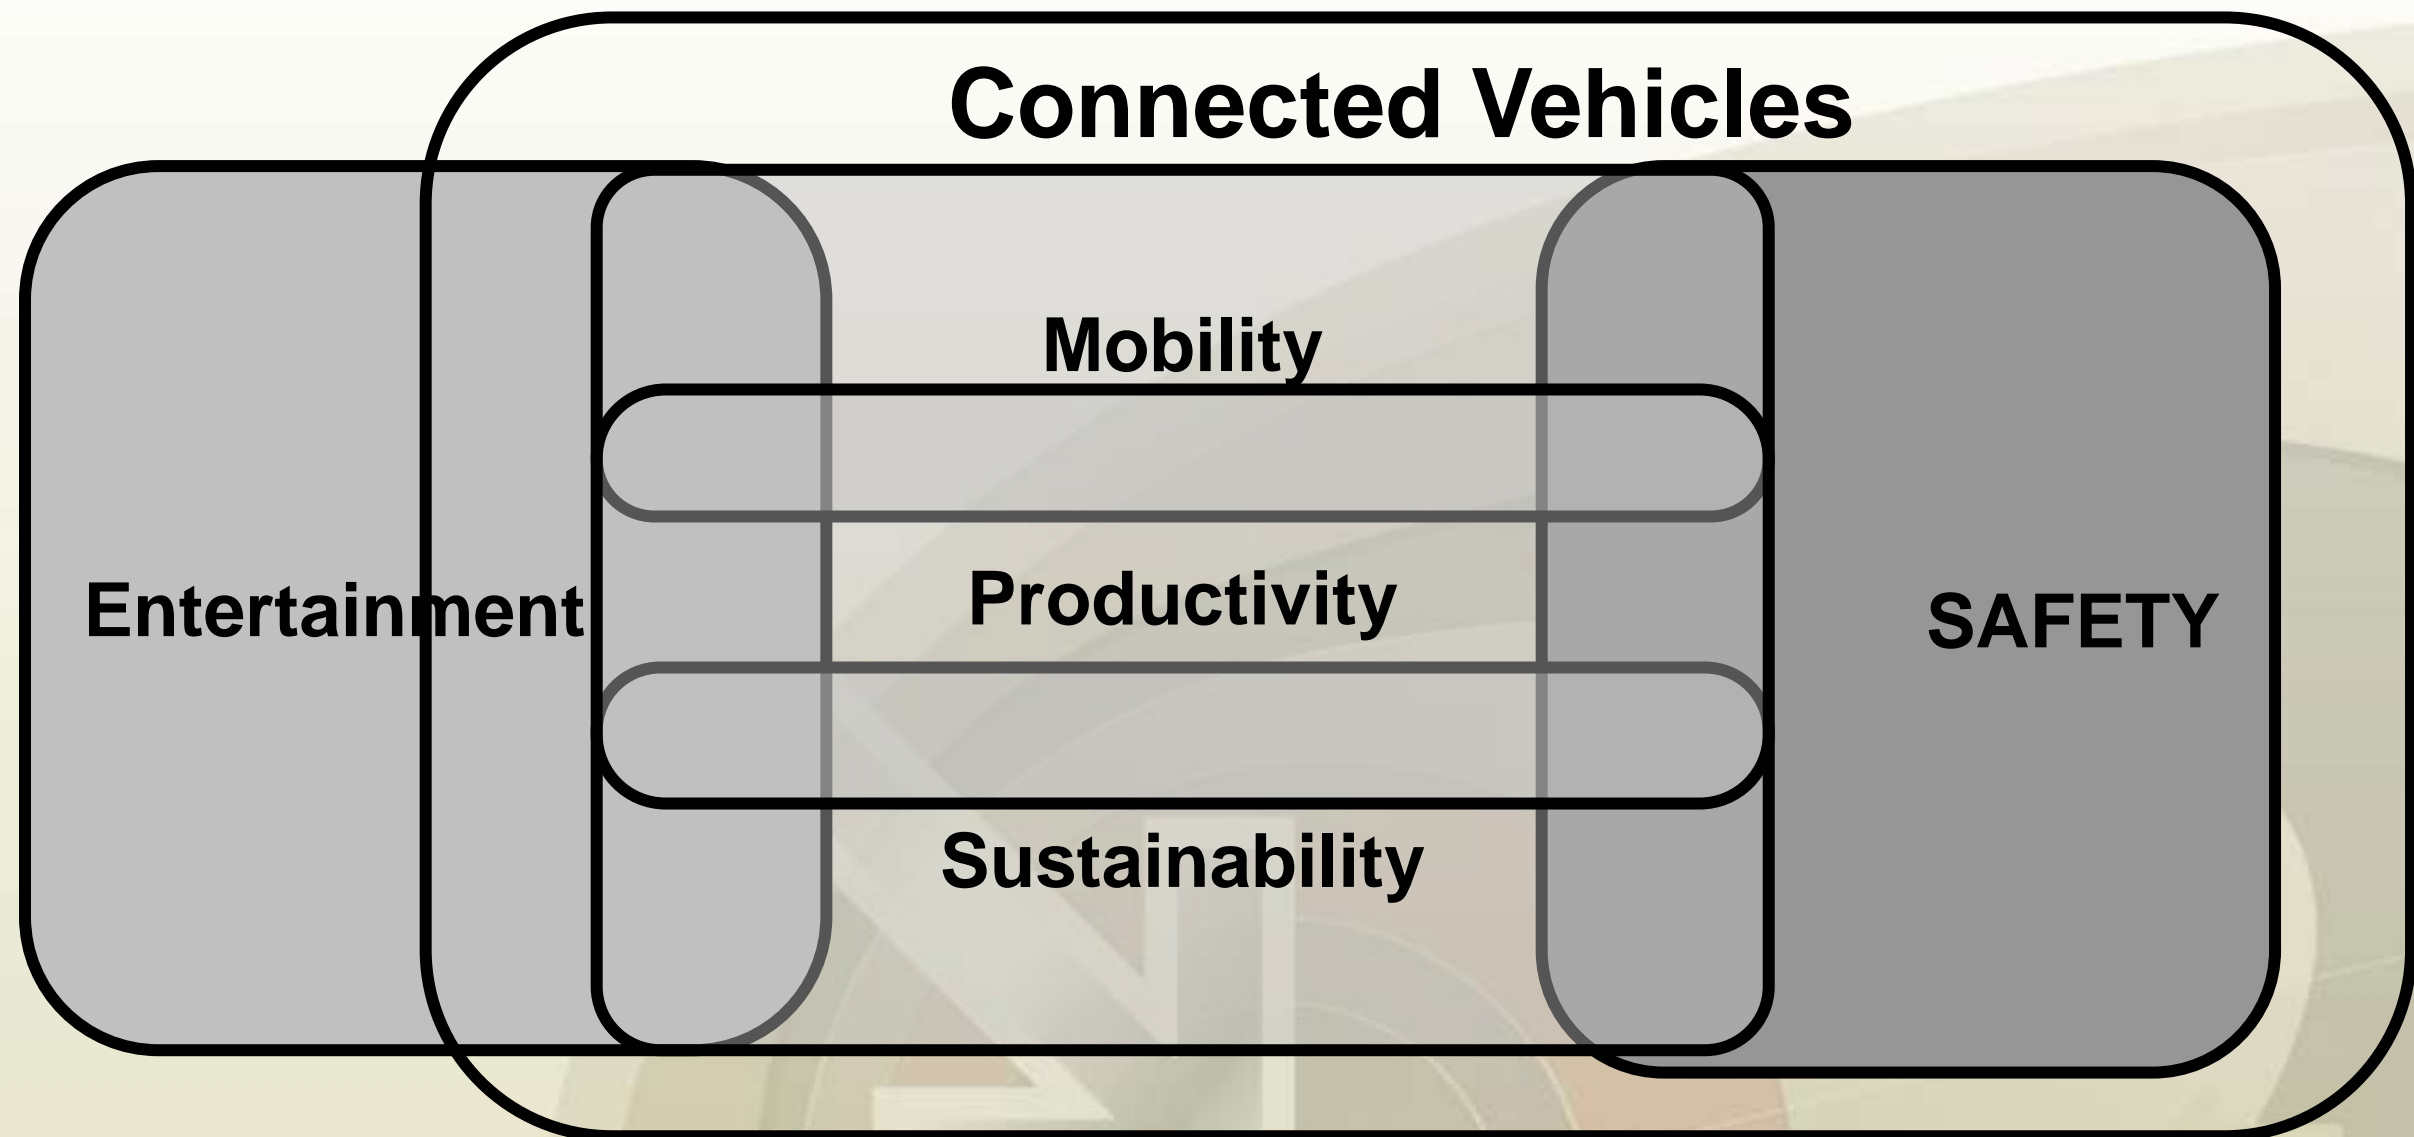 Connected Vehicles
Mobility
Entertainment
Productivity
SAFETY
Sustainability